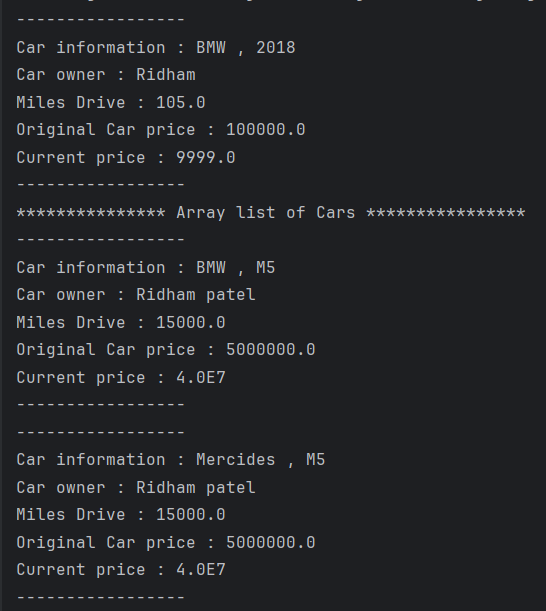 -----------------
Car information : BMW , 2018
Car owner : Ridham
Miles Drive : 105.0
Original Car price : 100000.0
Current price : 9999.0
-----------------
*************** Array list of Cars ****************
-----------------
Car information : BMW , M5
Car owner : Ridham patel
Miles Drive : 15000.0
Original Car price : 5000000.0
Current price : 4.0E7
-----------------
-----------------
Car information : Mercides , M5
Car owner : Ridham patel
Miles Drive : 15000.0
Original Car price : 5000000.0
Current price : 4.0E7
-----------------